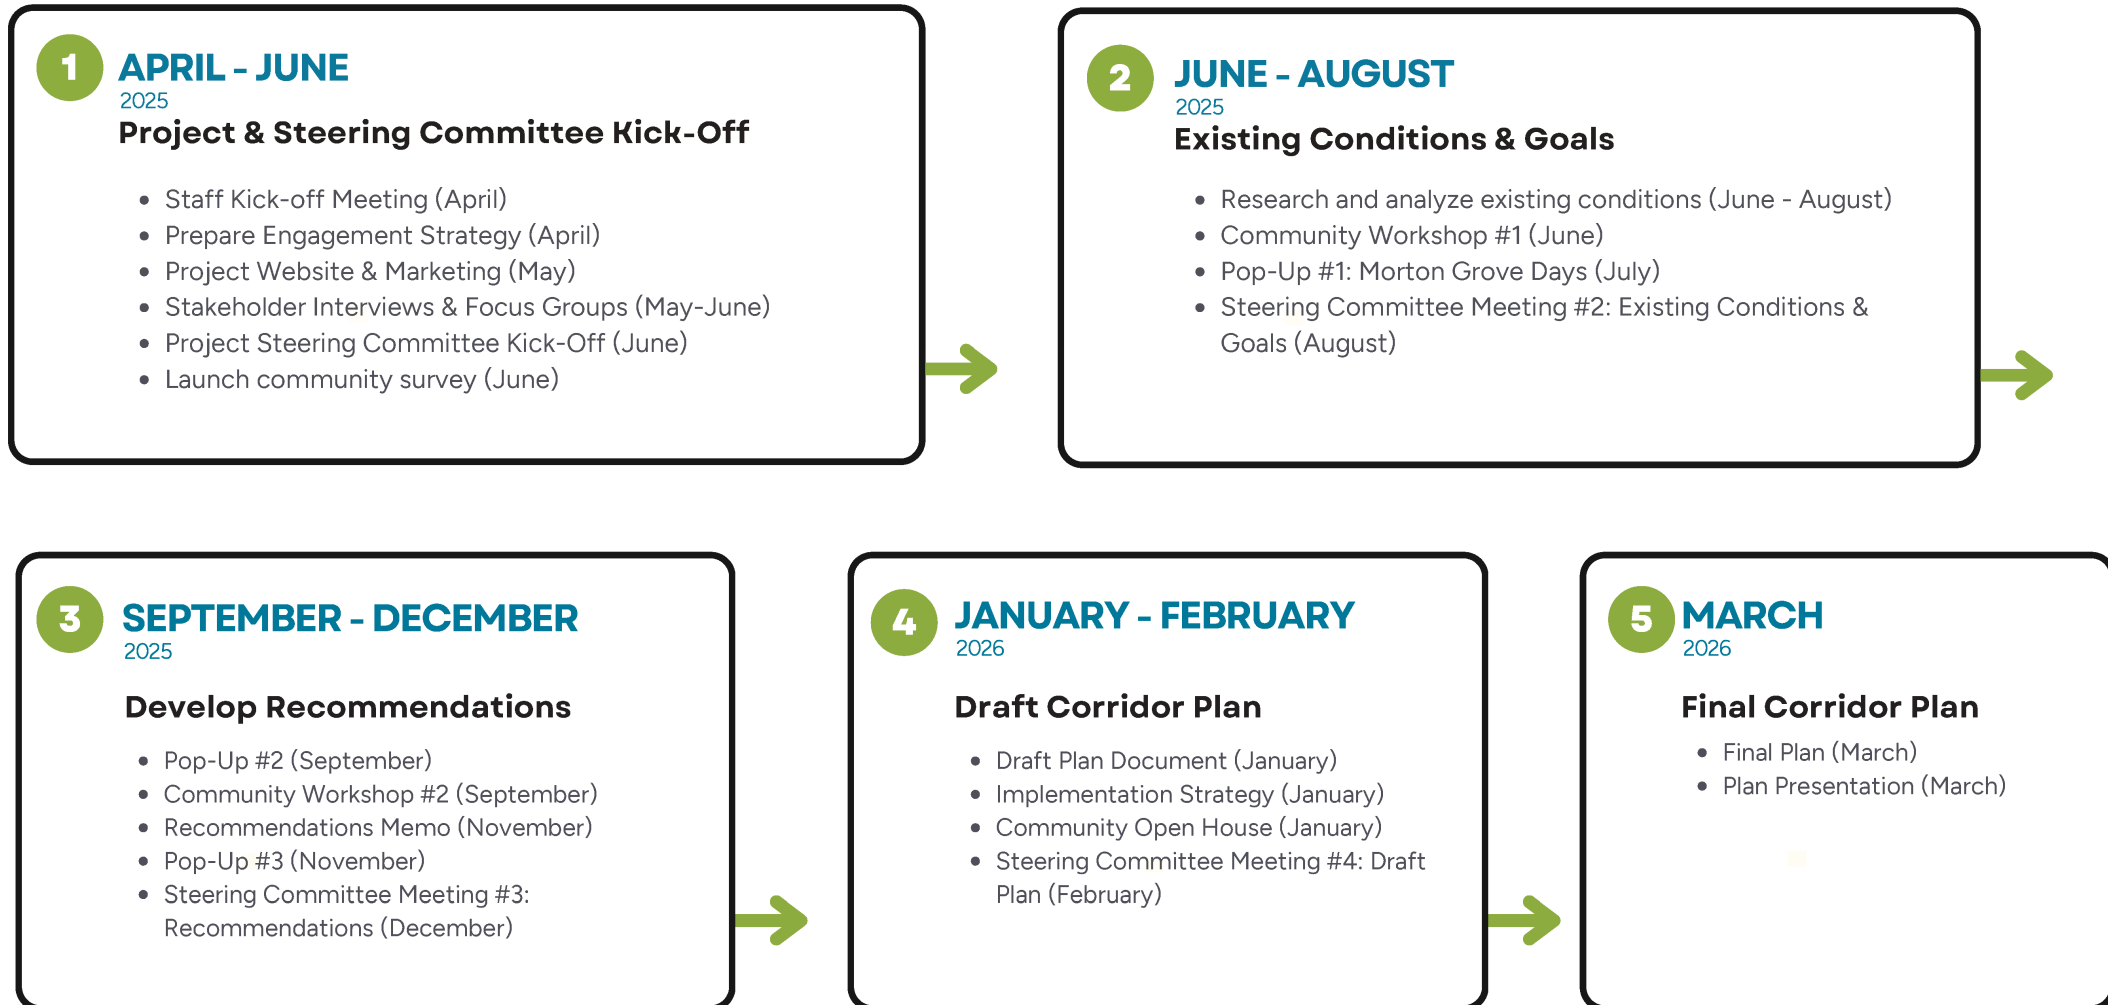 1
APRIL - JUNE
2025
Project & Steering Committee Kick-Off
• Staff Kick-off Meeting (April)
• Prepare Engagement Strategy (April)
• Project Website & Marketing (May)
• Stakeholder Interviews & Focus Groups (May-June)
• Project Steering Committee Kick-Off (June)
• Launch community survey (June)
2
JUNE - AUGUST
2025
Existing Conditions & Goals
• Research and analyze existing conditions (June - August)
• Community Workshop #1 (June)
• Pop-Up #1: Morton Grove Days (July)
• Steering Committee Meeting #2: Existing Conditions &
Goals (August)
3
SEPTEMBER - DECEMBER
2025
Develop Recommendations
• Pop-Up #2 (September)
• Community Workshop #2 (September)
• Recommendations Memo (November)
• Pop-Up #3 (November)
• Steering Committee Meeting #3:
Recommendations (December)
4
JANUARY - FEBRUARY
2026
Draft Corridor Plan
• Draft Plan Document (January)
• Implementation Strategy (January)
• Community Open House (January)
• Steering Committee Meeting #4: Draft
Plan (February)
5
MARCH
2026
Final Corridor Plan
• Final Plan (March)
• Plan Presentation (March)